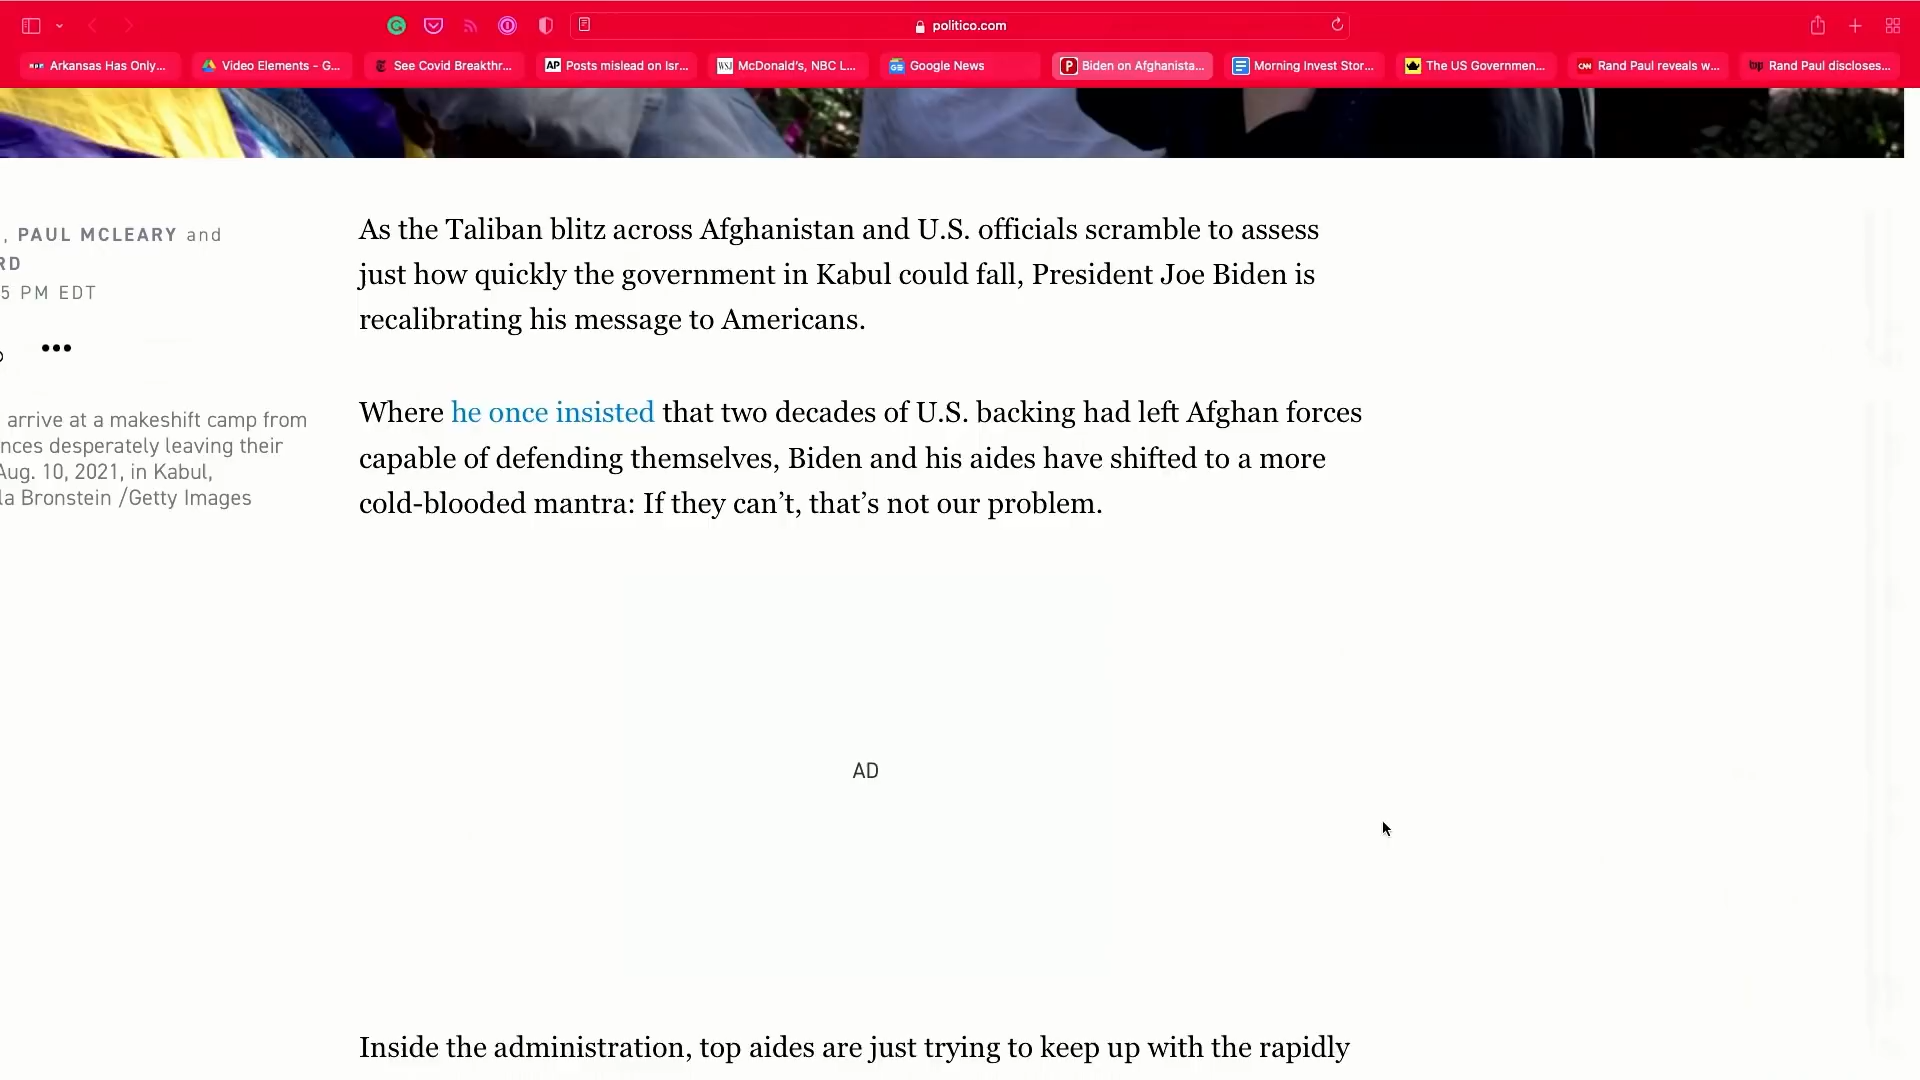 politico.com
Arkansas Has Only...
Video Elements - G...
See Covid Breakthr...
AP Posts mislead on Isr...
WSJ McDonald's, NBC L...
Google News
P Biden on Afghanista...
Morning Invest Stor...
The US Governmen...
CNN Rand Paul reveals w...
Rand Paul discloses...
, PAUL MCLEARY and
RD
5 PM EDT
arrive at a makeshift camp from
nces desperately leaving their
Aug. 10, 2021, in Kabul,
la Bronstein /Getty Images
As the Taliban blitz across Afghanistan and U.S. officials scramble to assess
just how quickly the government in Kabul could fall, President Joe Biden is
recalibrating his message to Americans.
Where he once insisted that two decades of U.S. backing had left Afghan forces
capable of defending themselves, Biden and his aides have shifted to a more
cold-blooded mantra: If they can't, that's not our problem.
AD
Inside the administration, top aides are just trying to keep up with the rapidly